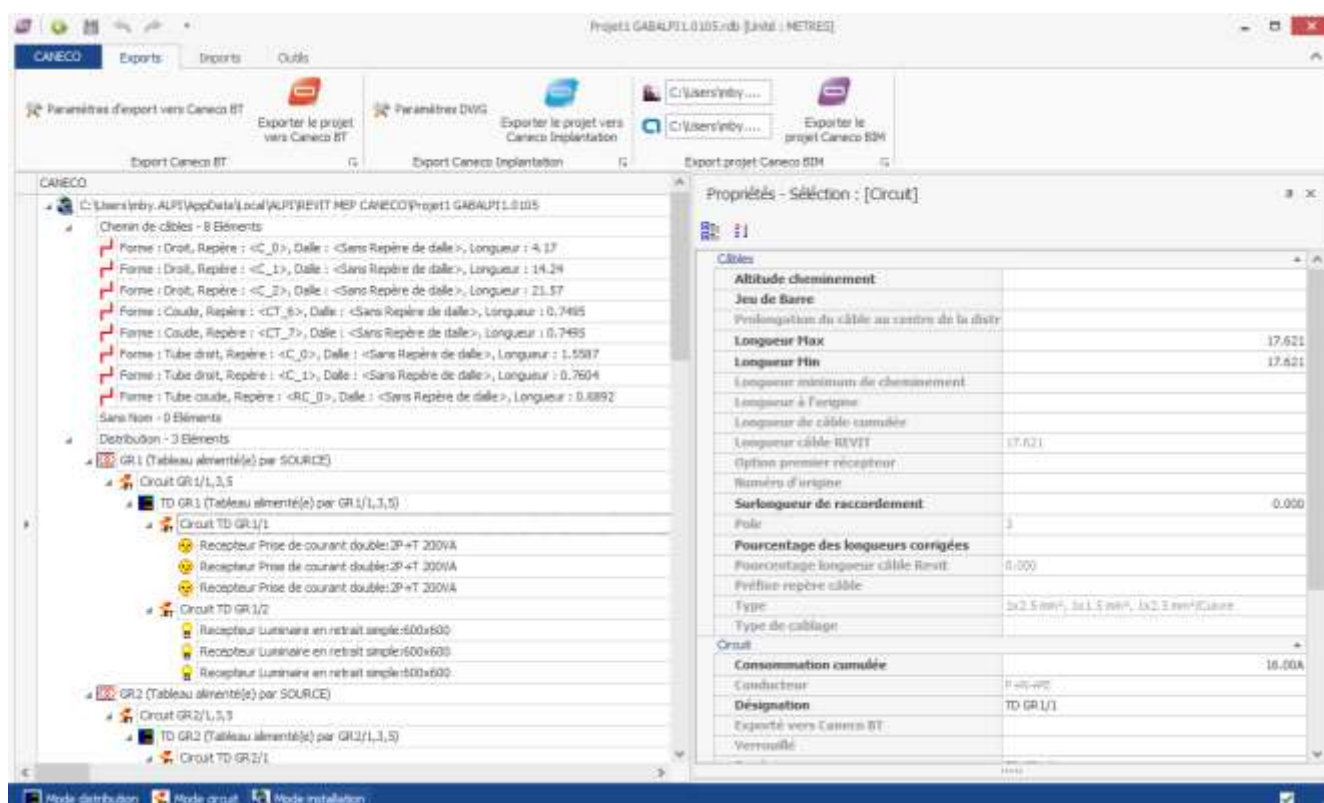 Projet1 GABALPI1.0105.rdb [Unité : METRES]
CANECO Exports Imports Outils
Paramètres d'export vers Caneco BT
Exporter le projet vers Caneco BT
Paramètres DWG
Exporter le projet vers Caneco Implantation
C:\Users\mby....
C:\Users\mby....
Exporter le projet Caneco BIM
Export Caneco BT
Export Caneco Implantation
Export projet Caneco BIM
CANECO
C:\Users\mby.ALPI\AppData\Local\ALPI\REVIT MEP CANECO\Projet1 GABALPI1.0105
Chemin de câbles - 8 Eléments
Forme : Droit, Repère : <C_0>, Dalle : <Sans Repère de dalle>, Longueur : 4.17
Forme : Droit, Repère : <C_1>, Dalle : <Sans Repère de dalle>, Longueur : 14.24
Forme : Droit, Repère : <C_2>, Dalle : <Sans Repère de dalle>, Longueur : 21.57
Forme : Coude, Repère : <CT_6>, Dalle : <Sans Repère de dalle>, Longueur : 0.7495
Forme : Coude, Repère : <CT_7>, Dalle : <Sans Repère de dalle>, Longueur : 0.7495
Forme : Tube droit, Repère : <C_0>, Dalle : <Sans Repère de dalle>, Longueur : 1.5587
Forme : Tube droit, Repère : <C_1>, Dalle : <Sans Repère de dalle>, Longueur : 0.7604
Forme : Tube coude, Repère : <RC_0>, Dalle : <Sans Repère de dalle>, Longueur : 0.6892
Sans Nom - 0 Eléments
Distribution - 3 Eléments
GR1 (Tableau alimenté(e) par SOURCE)
Circuit GR1/1,3,5
TD GR1 (Tableau alimenté(e) par GR1/1,3,5)
Circuit TD GR1/1
Recepteur Prise de courant double:2P+T 200VA
Recepteur Prise de courant double:2P+T 200VA
Recepteur Prise de courant double:2P+T 200VA
Circuit TD GR1/2
Recepteur Luminaire en retrait simple:600x600
Recepteur Luminaire en retrait simple:600x600
Recepteur Luminaire en retrait simple:600x600
GR2 (Tableau alimenté(e) par SOURCE)
Circuit GR2/1,3,5
TD GR2 (Tableau alimenté(e) par GR2/1,3,5)
Circuit TD GR2/1
Propriétés - Séléction : [Circuit]
Câbles
Altitude cheminement
Jeu de Barre
Prolongation du câble au centre de la distr
Longueur Max 17.621
Longueur Min 17.621
Longueur minimum de cheminement
Longueur à l'origine
Longueur de câble cumulée
Longueur câble REVIT 17.621
Option premier récepteur
Numéro d'origine
Surlongueur de raccordement 0.000
Pole
Pourcentage des longueurs corrigées
Pourcentage longueur câble Revit 0.000
Préfixe repère câble
Type 1x2.5 mm², 1x1.5 mm², 1x2.5 mm²/Cuivre
Type de cablage
Circuit
Consommation cumulée 16.00A
Conducteur P+N+PE
Désignation TD GR1/1
Exporté vers Caneco BT
Verrouillé
Mode distribution Mode circuit Mode installation